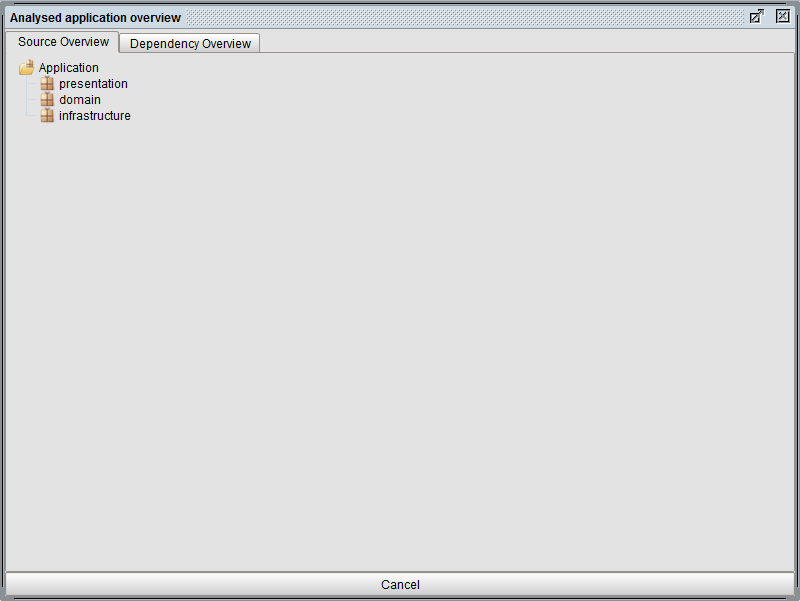 Analysed application overview
Source Overview
Dependency Overview
Application
presentation
domain
infrastructure
Cancel